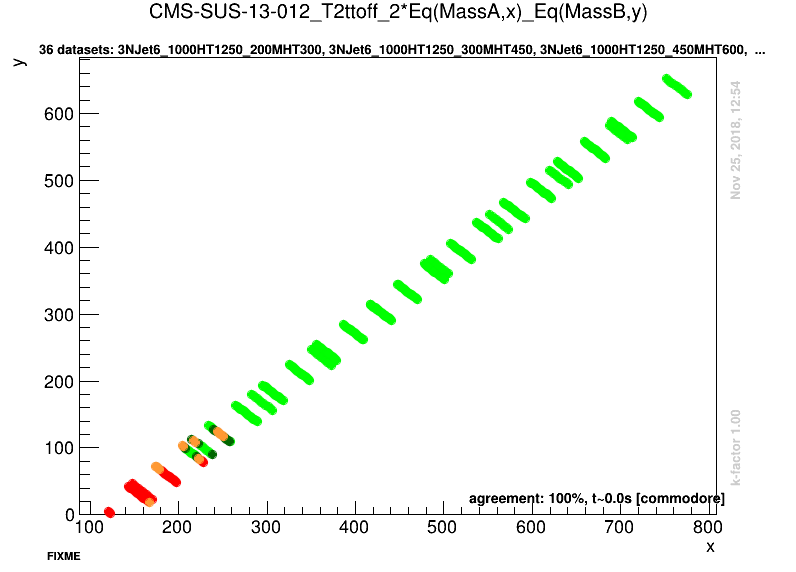 CMS-SUS-13-012_T2ttoff_2*Eq(MassA,x)_Eq(MassB,y)
36 datasets: 3NJet6_1000HT1250_200MHT300, 3NJet6_1000HT1250_300MHT450, 3NJet6_1000HT1250_450MHT600, ...
y
600
500
400
300
200
100
0
Nov 25, 2018, 12:54
k-factor 1.00
agreement: 100%, t~0.0s [commodore]
100 200 300 400 500 600 700 800
x
FIXME